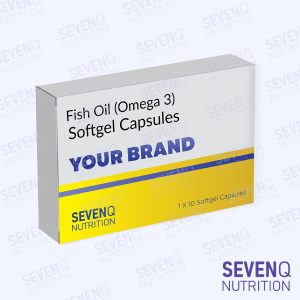 Fish Oil (Omega 3)
Softgel Capsules
YOUR BRAND
SEVENQ
NUTRITION
1 X 10 Softgel Capsules
SEVENQ
NUTRITION